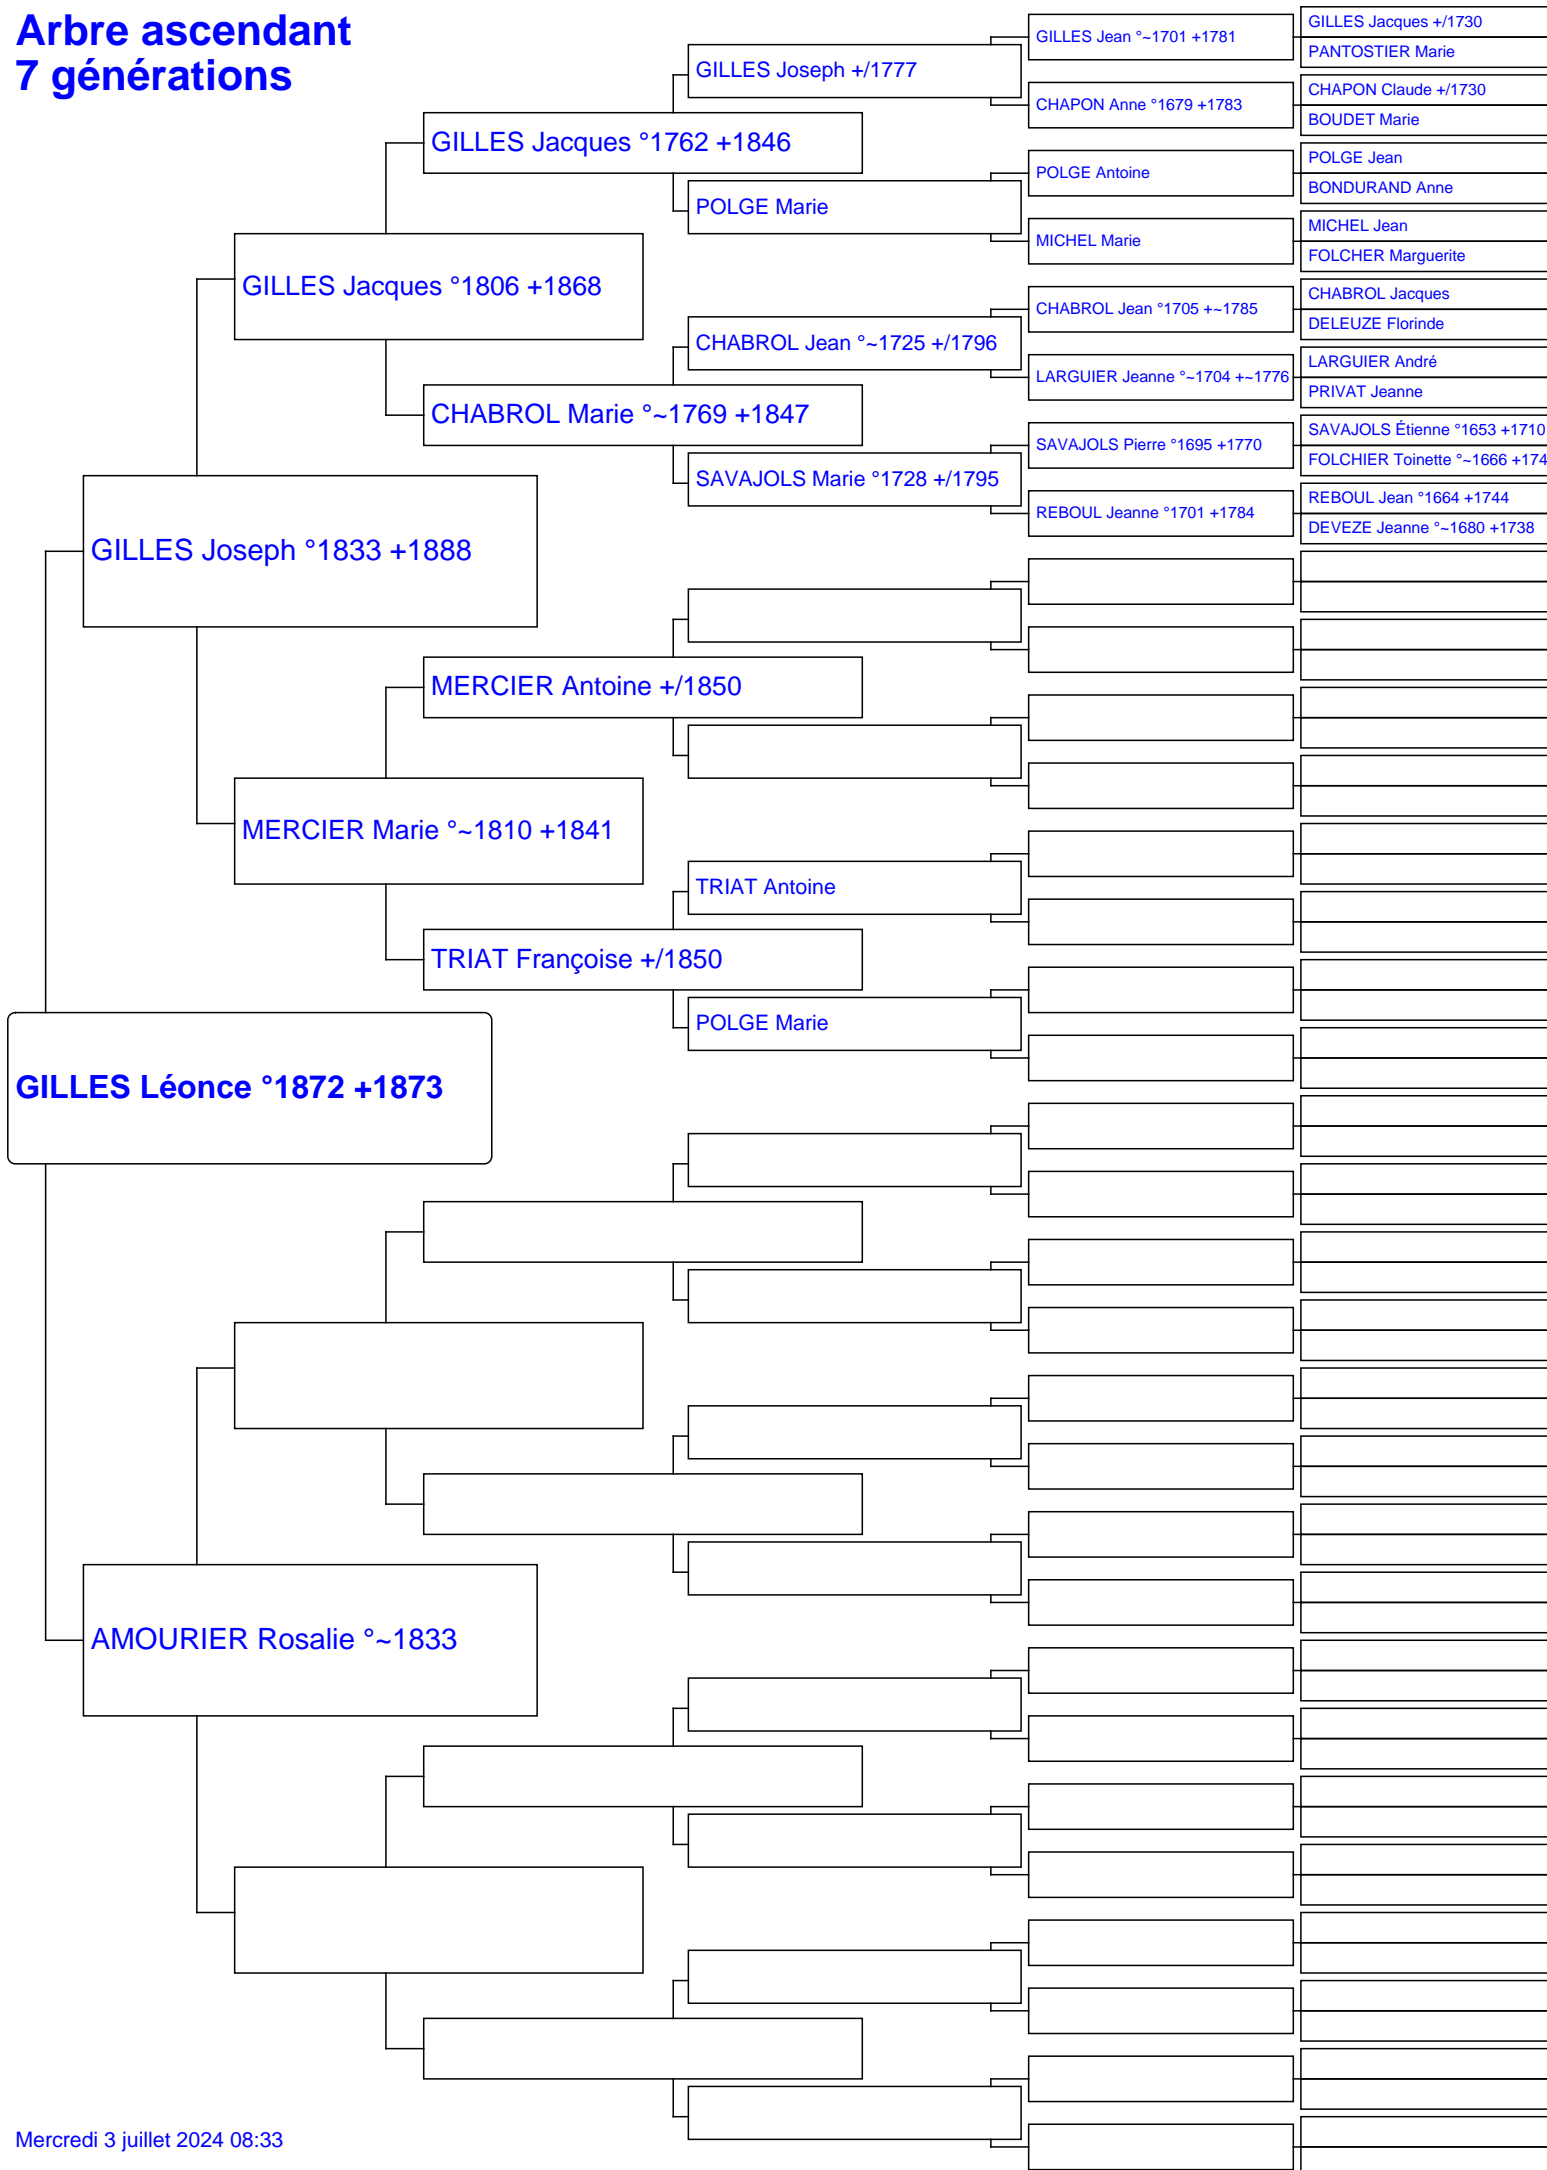 Arbre ascendant
7 générations
GILLES Léonce °1872 +1873
GILLES Joseph °1833 +1888
AMOURIER Rosalie °~1833
GILLES Jacques °1806 +1868
MERCIER Marie °~1810 +1841
GILLES Jacques °1762 +1846
CHABROL Marie °~1769 +1847
MERCIER Antoine +/1850
TRIAT Françoise +/1850
GILLES Joseph +/1777
POLGE Marie
CHABROL Jean °~1725 +/1796
SAVAJOLS Marie °1728 +/1795
TRIAT Antoine
POLGE Marie
GILLES Jean °~1701 +1781
CHAPON Anne °1679 +1783
POLGE Antoine
MICHEL Marie
CHABROL Jean °1705 +~1785
LARGUIER Jeanne °~1704 +~1776
SAVAJOLS Pierre °1695 +1770
REBOUL Jeanne °1701 +1784
GILLES Jacques +/1730
PANTOSTIER Marie
CHAPON Claude +/1730
BOUDET Marie
POLGE Jean
BONDURAND Anne
MICHEL Jean
FOLCHER Marguerite
CHABROL Jacques
DELEUZE Florinde
LARGUIER André
PRIVAT Jeanne
SAVAJOLS Étienne °1653 +1710
FOLCHIER Toinette °~1666 +174
REBOUL Jean °1664 +1744
DEVEZE Jeanne °~1680 +1738
Mercredi 3 juillet 2024 08:33